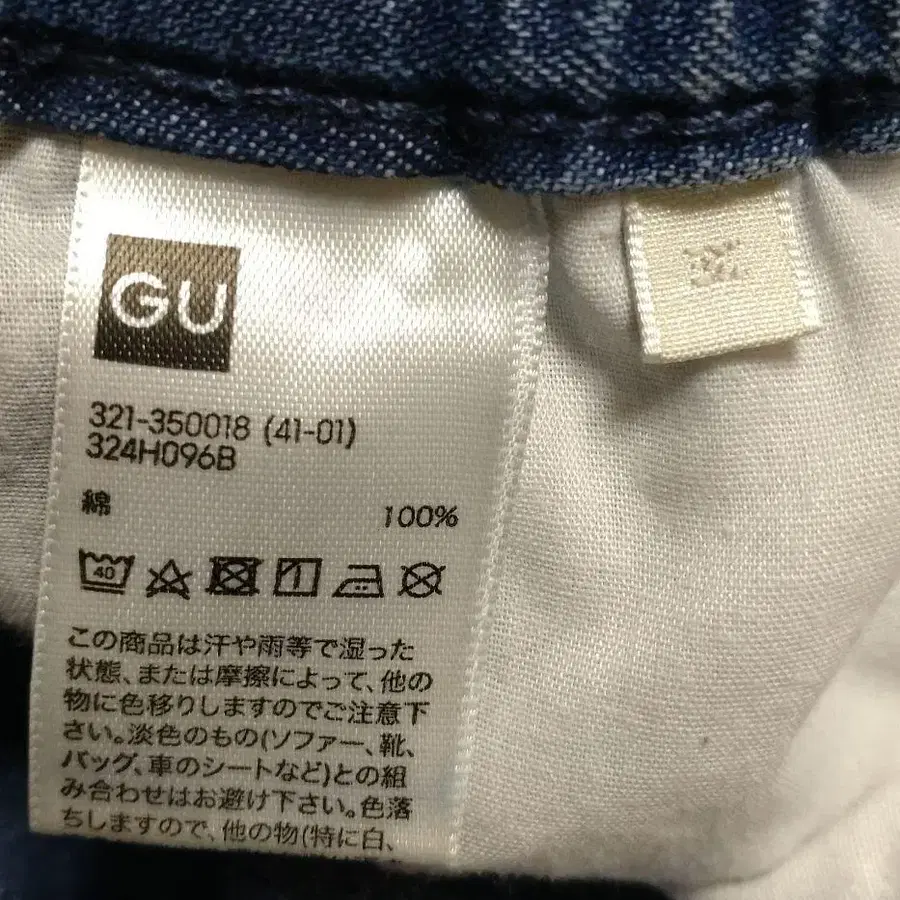 GU
321-350018 (41-01)
324H096B
綿 100%
40
この商品は汗や雨等で湿った
状態、または摩擦によって、他の
物に色移りしますのでご注意下
さい。淡色のもの(ソファー、靴、
バッグ、車のシートなど)との組
み合わせはお避け下さい。色落
ちしますので、他の物(特に白、